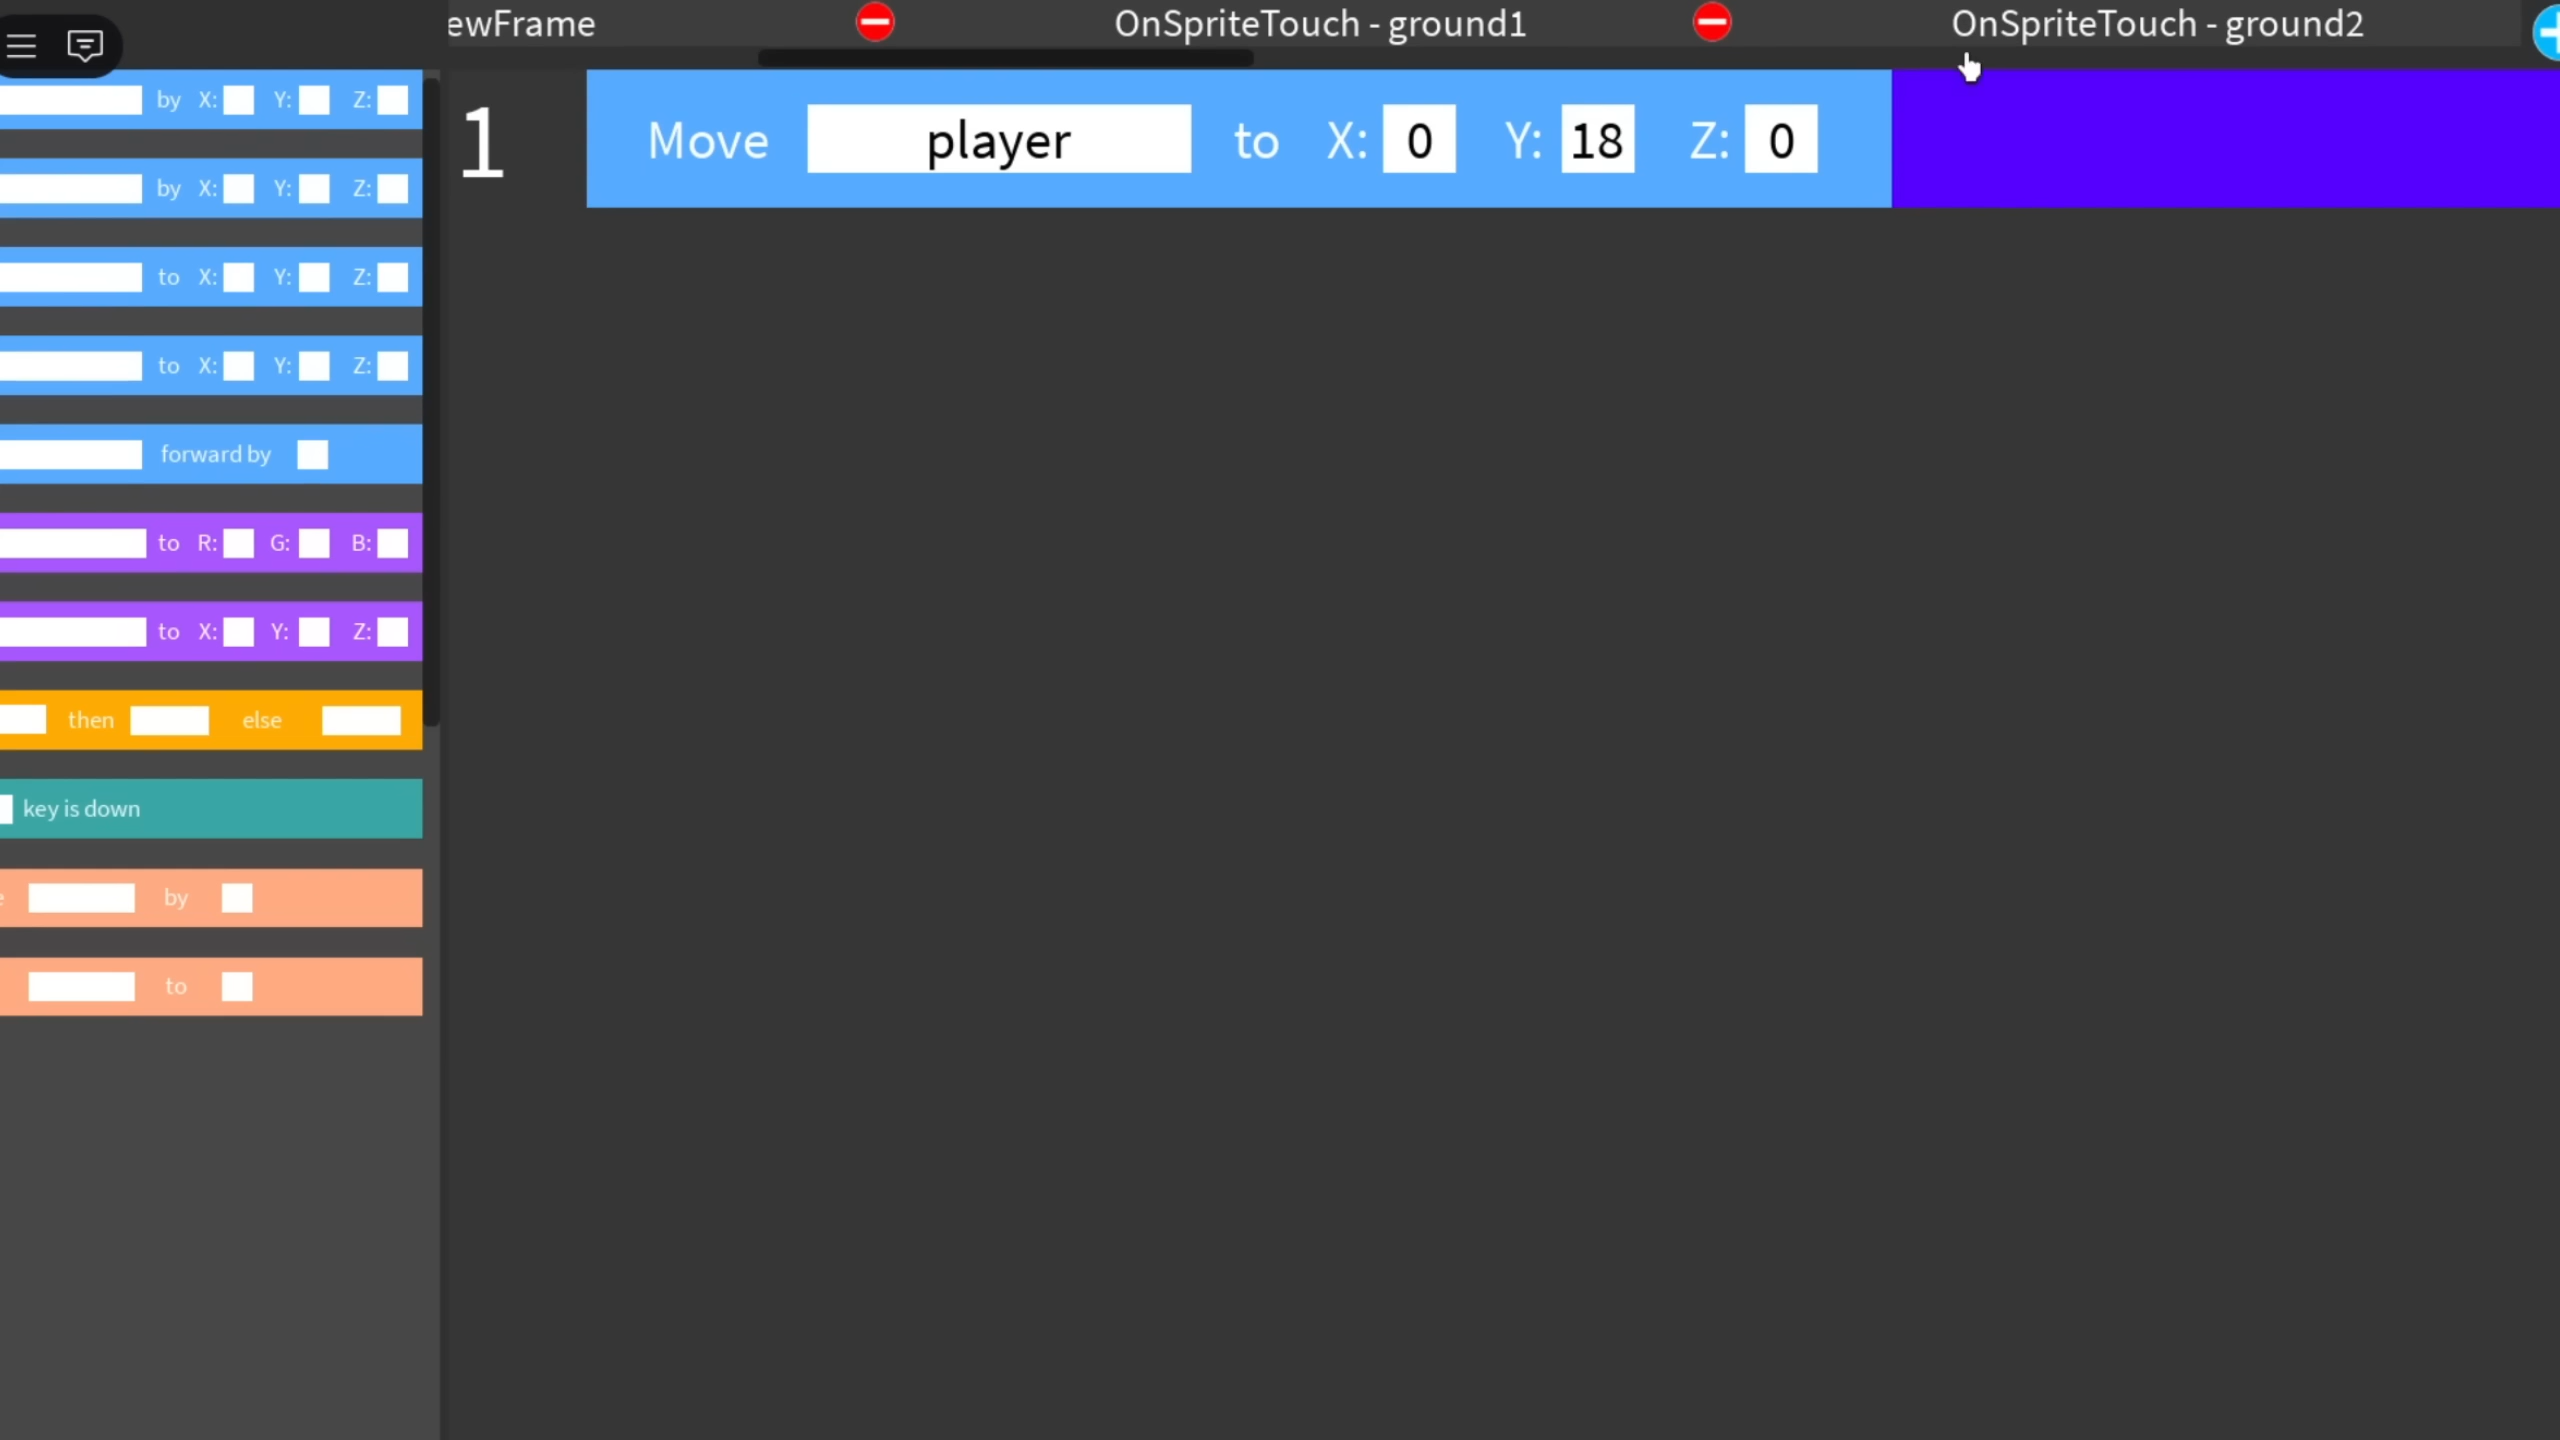 ewFrame
OnSpriteTouch - ground1
OnSpriteTouch - ground2
1 Move player to X: 0 Y: 18 Z: 0
by X: Y: Z:
by X: Y: Z:
to X: Y: Z:
to X: Y: Z:
forward by
to R: G: B:
to X: Y: Z:
then else
key is down
e by
to